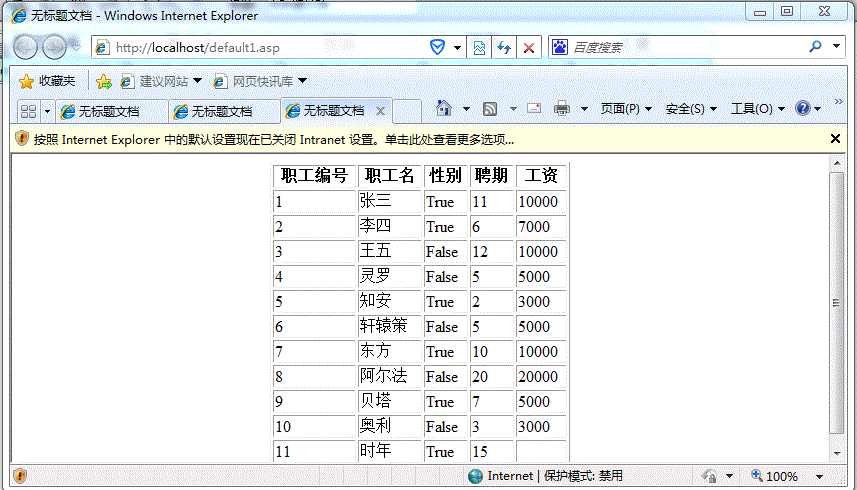 无标题文档 - Windows Internet Explorer
http://localhost/default1.asp
百度搜索
收藏夹 建议网站 网页快讯库
无标题文档 无标题文档 无标题文档 页面(P) 安全(S) 工具(O)
按照 Internet Explorer 中的默认设置现在已关闭 Intranet 设置。单击此处查看更多选项...
职工编号 职工名 性别 聘期 工资
1 张三 True 11 10000
2 李四 True 6 7000
3 王五 False 12 10000
4 灵罗 False 5 5000
5 知安 True 2 3000
6 轩辕策 False 5 5000
7 东方 True 10 10000
8 阿尔法 False 20 20000
9 贝塔 True 7 5000
10 奥利 False 3 3000
11 时年 True 15
Internet | 保护模式: 禁用 100%